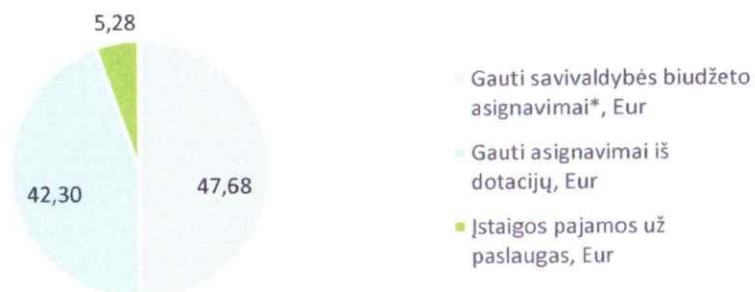 5,28
42,30
47,68
Gauti savivaldybės biudžeto
asignavimai*, Eur
Gauti asignavimai iš
dotacijų, Eur
Įstaigos pajamos už
paslaugas, Eur